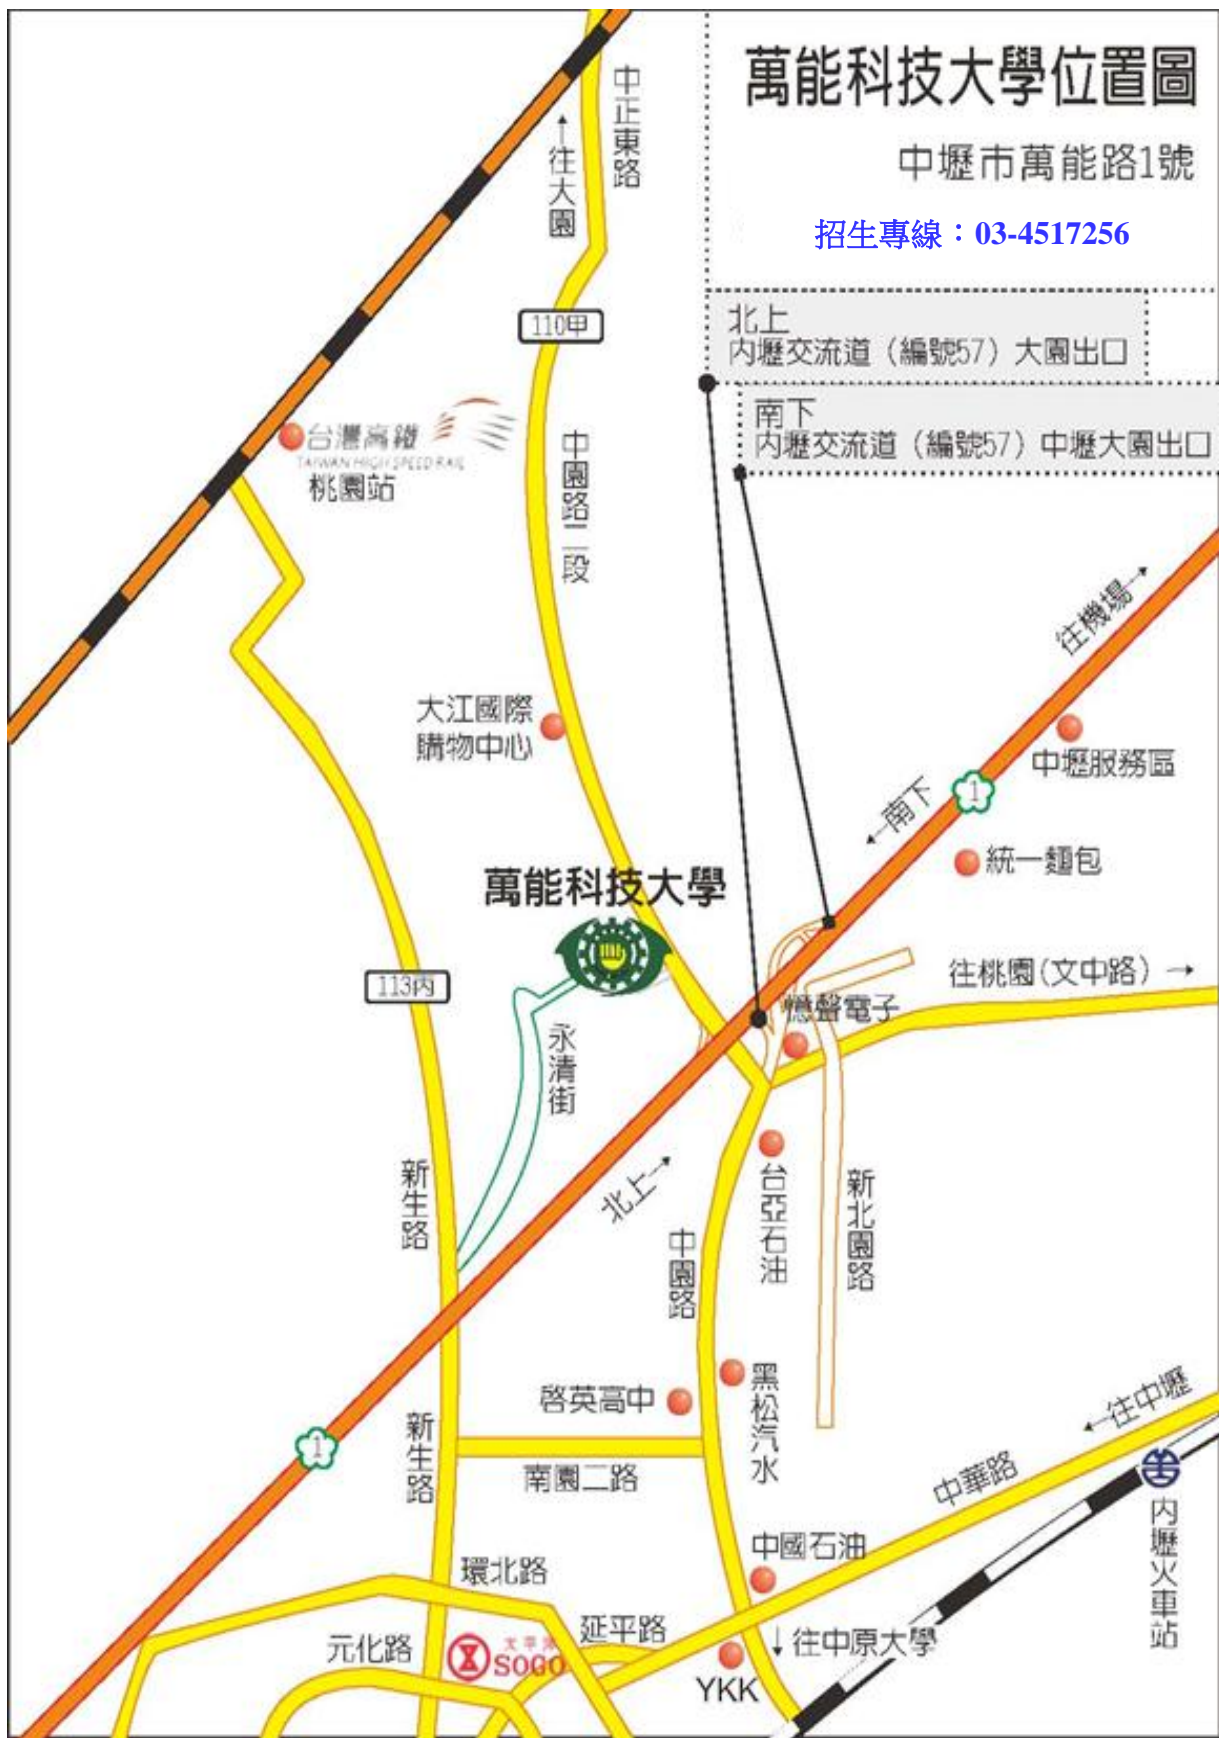 萬能科技大學位置圖
中壢市萬能路1號
招生專線：03-4517256
中正東路
←往大園
110甲
北上
內壢交流道（編號57）大園出口
南下
內壢交流道（編號57）中壢大園出口
台灣高鐵
TAIWAN HIGH SPEED RAIL
桃園站
中園路二段
往機場→
大江國際
購物中心
中壢服務區
1
←南下
統一麵包
萬能科技大學
113丙
往桃園(文中路) →
憶聲電子
永清街
新生路
北上→
台亞石油
新北園路
中園路
黑松汽水
啓英高中
←往中壢
1
新生路
南園二路
中華路
內壢火車站
中國石油
環北路
延平路
元化路
太平洋
SOGO
↓往中原大學
YKK